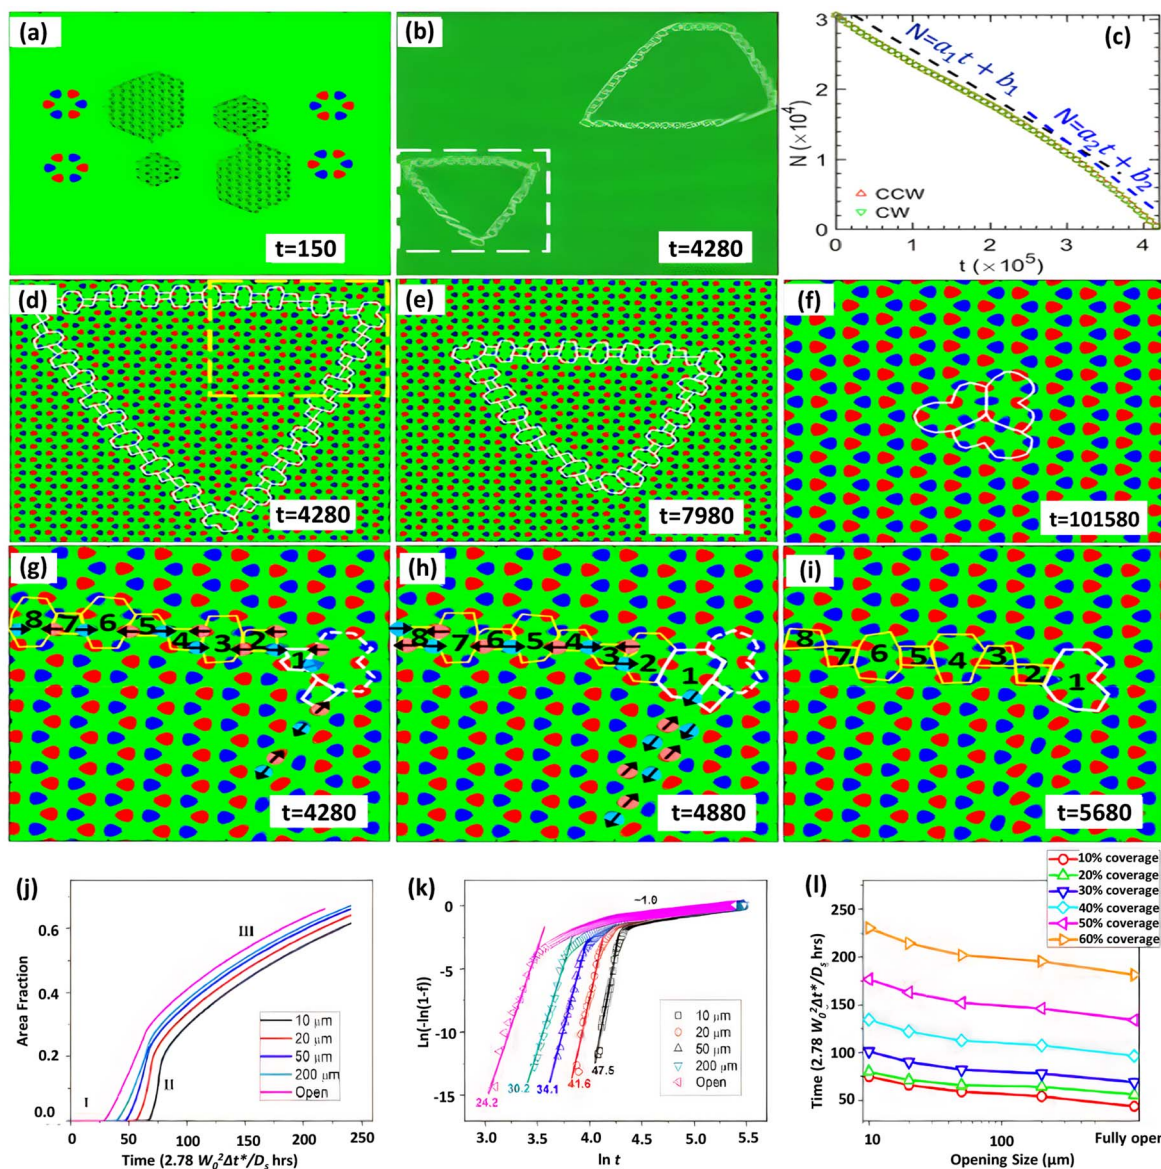 (a)
t=150
(b)
t=4280
(c)
N=a₁t + b₁
N=a₂t + b₂
N (×10⁴)
3
2
1
0
CCW
CW
0 1 2 3 4
t (×10⁵)
(d)
t=4280
(e)
t=7980
(f)
t=101580
(g)
8 7 6 5 4 3 2 1
t=4280
(h)
8 7 6 5 4 3 2 1
t=4880
(i)
8 7 6 5 4 3 2 1
t=5680
(j)
Area Fraction
0.6
0.4
0.2
0.0
I
II
III
10 μm
20 μm
50 μm
200 μm
Open
0 50 100 150 200 250
Time (2.78 W₀²Δt*/Dₛ hrs)
(k)
~1.0
Ln(-ln(1-f))
0
-5
-10
-15
10 μm
20 μm
50 μm
200 μm
Open
24.2
30.2
34.1
41.6
47.5
3.0 3.5 4.0 4.5 5.0 5.5
ln t
(l)
10% coverage
20% coverage
30% coverage
40% coverage
50% coverage
60% coverage
Time (2.78 W₀²Δt*/Dₛ hrs)
250
200
150
100
50
10 100 Fully open
Opening Size (μm)